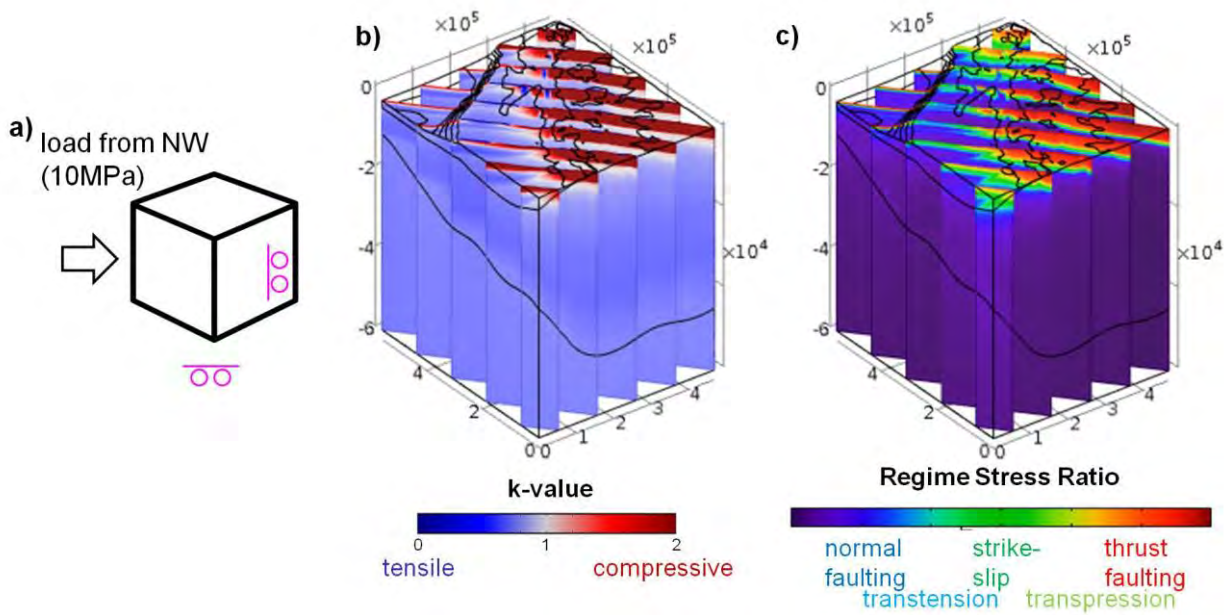 a)
load from NW
(10MPa)
b)
×10⁵
×10⁵
0
-2
-4
-6
×10⁴
4
2
0
0
1
2
3
4
k-value
0
1
2
tensile
compressive
c)
×10⁵
×10⁵
0
-2
-4
-6
×10⁴
4
2
0
0
1
2
3
4
Regime Stress Ratio
normal
faulting
strike-
slip
thrust
faulting
transtension
transpression